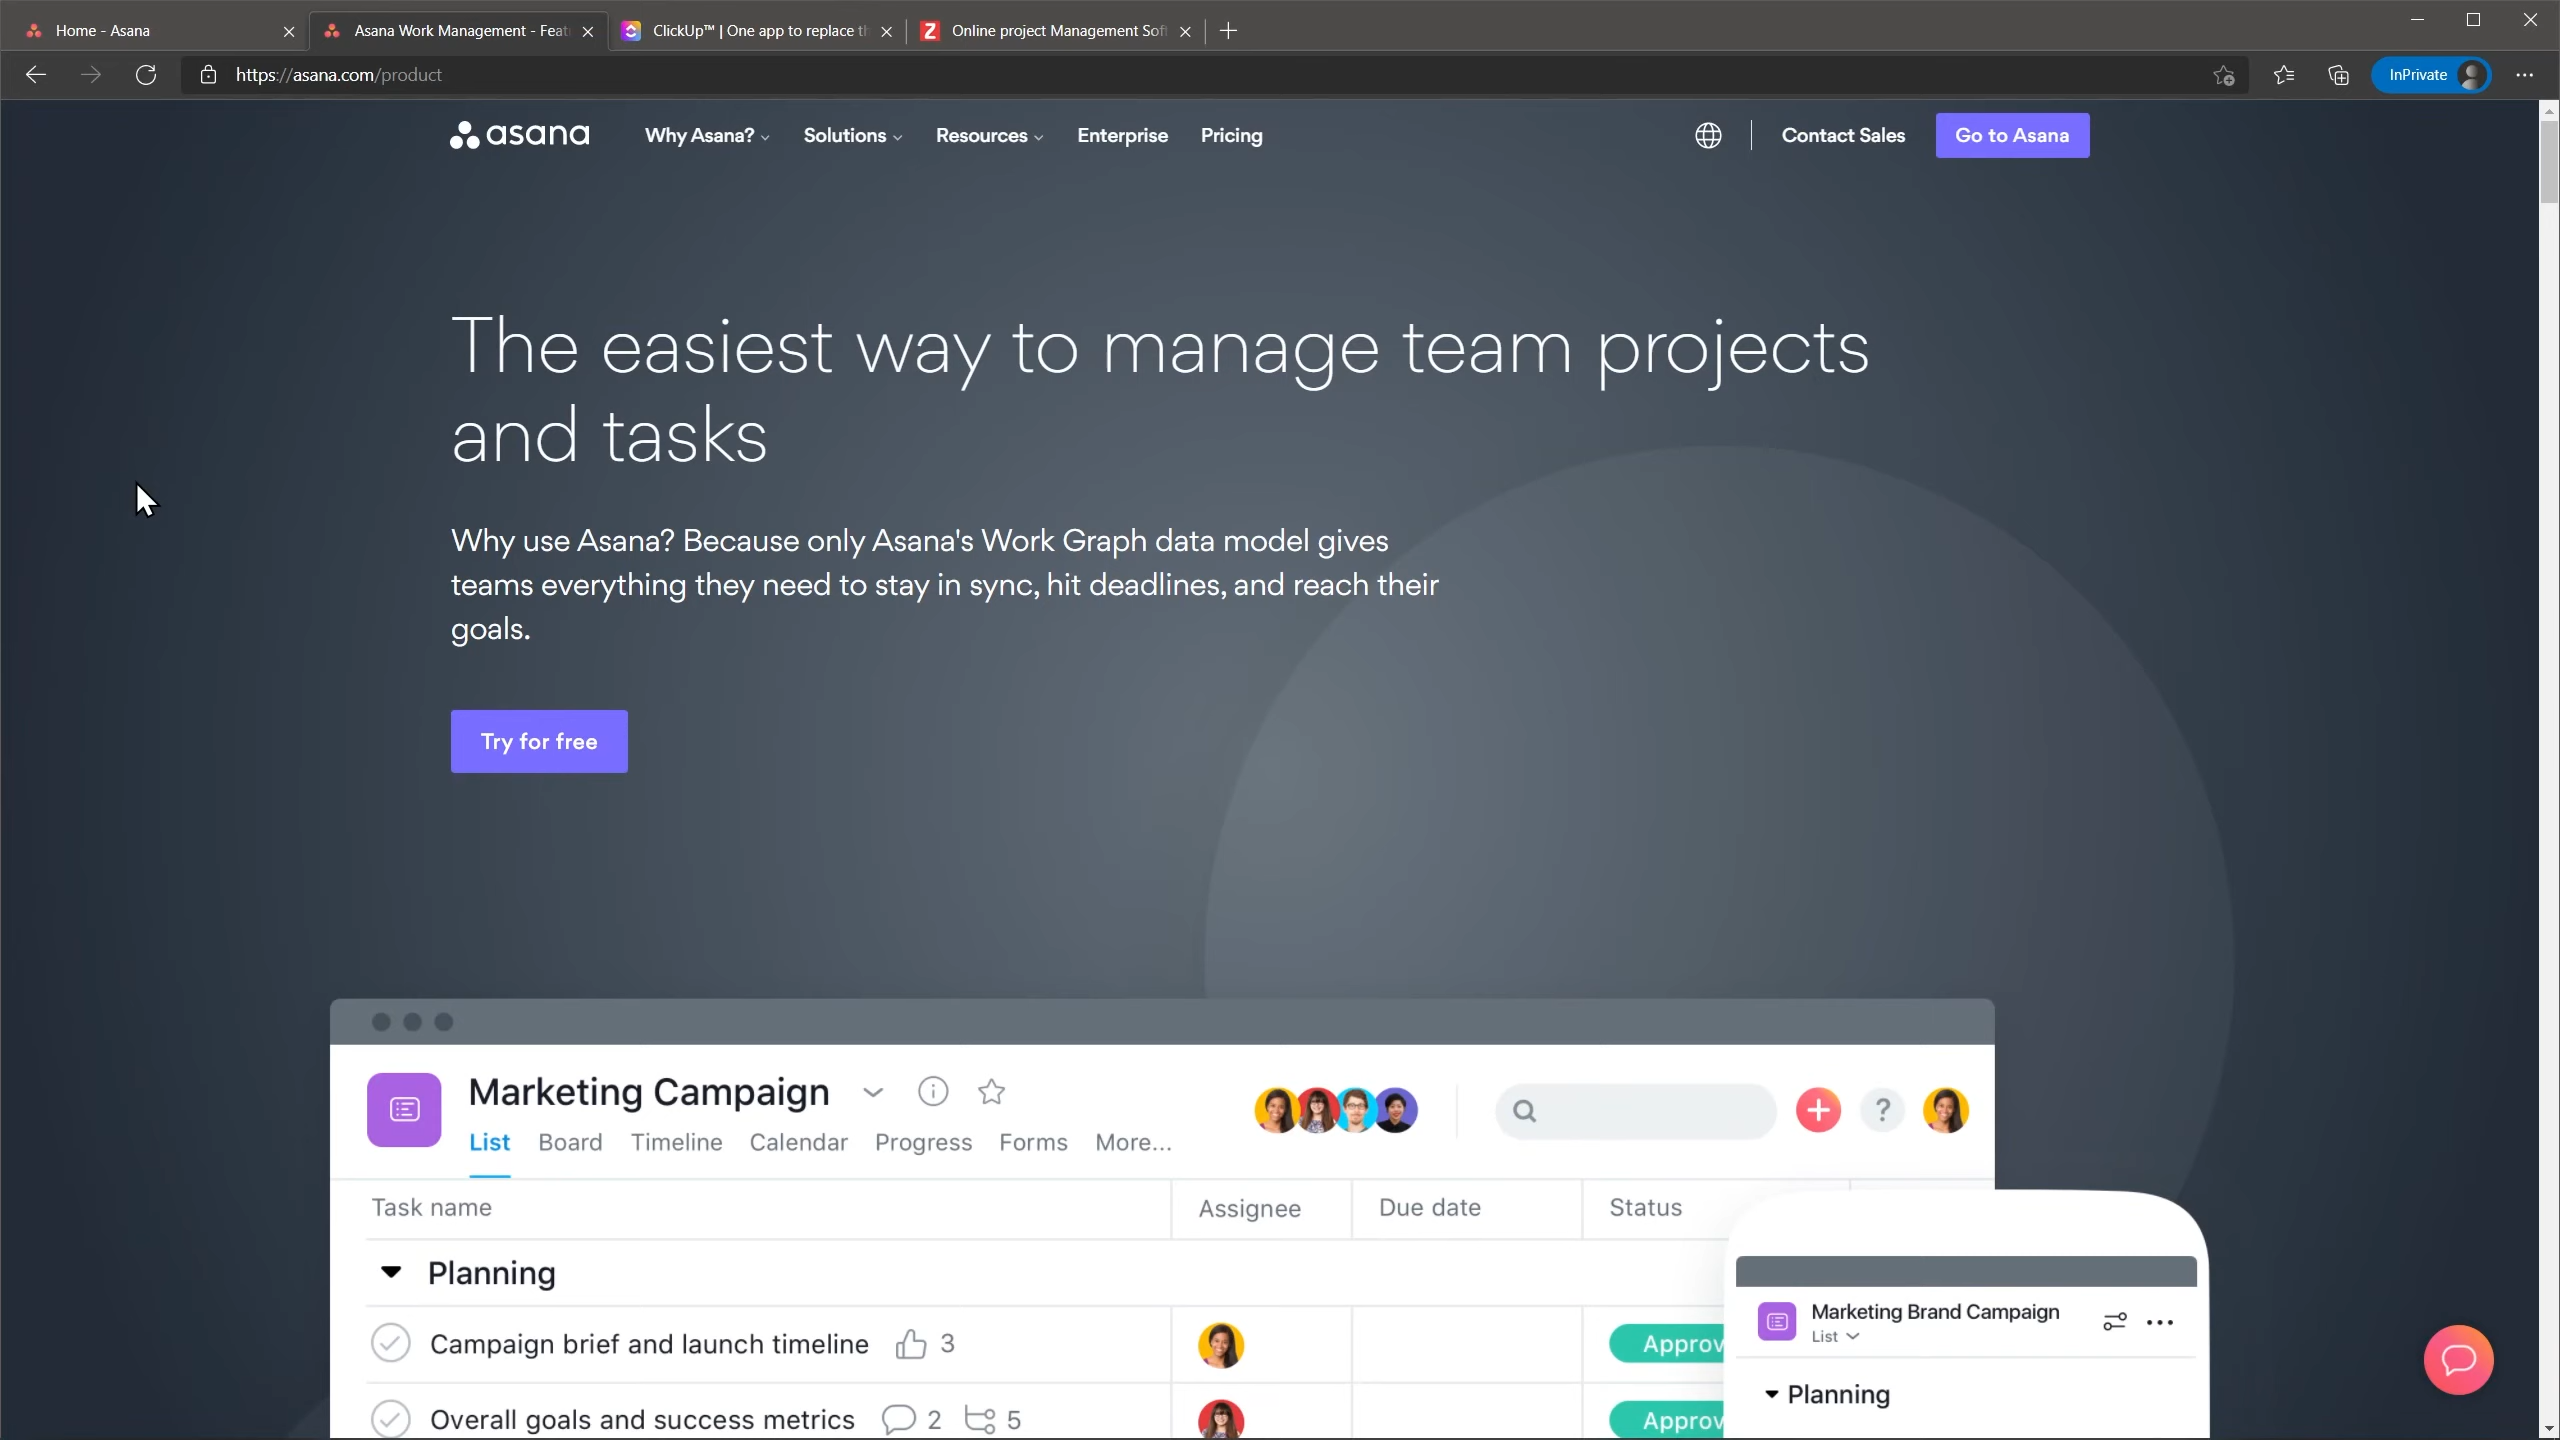 Home - Asana
Asana Work Management - Feat
ClickUp™ | One app to replace th
Online project Management Sof
https://asana.com/product
InPrivate
asana
Why Asana?
Solutions
Resources
Enterprise
Pricing
Contact Sales
Go to Asana
The easiest way to manage team projects
and tasks
Why use Asana? Because only Asana's Work Graph data model gives
teams everything they need to stay in sync, hit deadlines, and reach their
goals.
Try for free
Marketing Campaign
List Board Timeline Calendar Progress Forms More...
?
Task name Assignee Due date Status
Planning
Campaign brief and launch timeline 3 Approv
Overall goals and success metrics 2 5 Approv
Marketing Brand Campaign
List
Planning